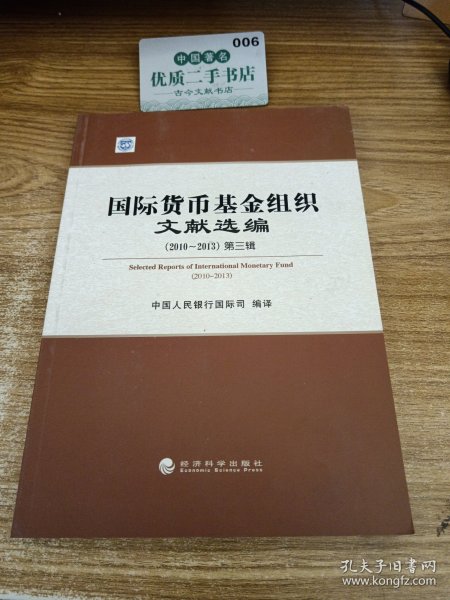 006
中国著名
优质二手书店
古今文献书店
国际货币基金组织
文献选编
(2010～2013) 第三辑
Selected Reports of International Monetary Fund
(2010-2013)
中国人民银行国际司 编译
经济科学出版社
Economic Science Press
孔夫子旧书网
www.kongfz.com